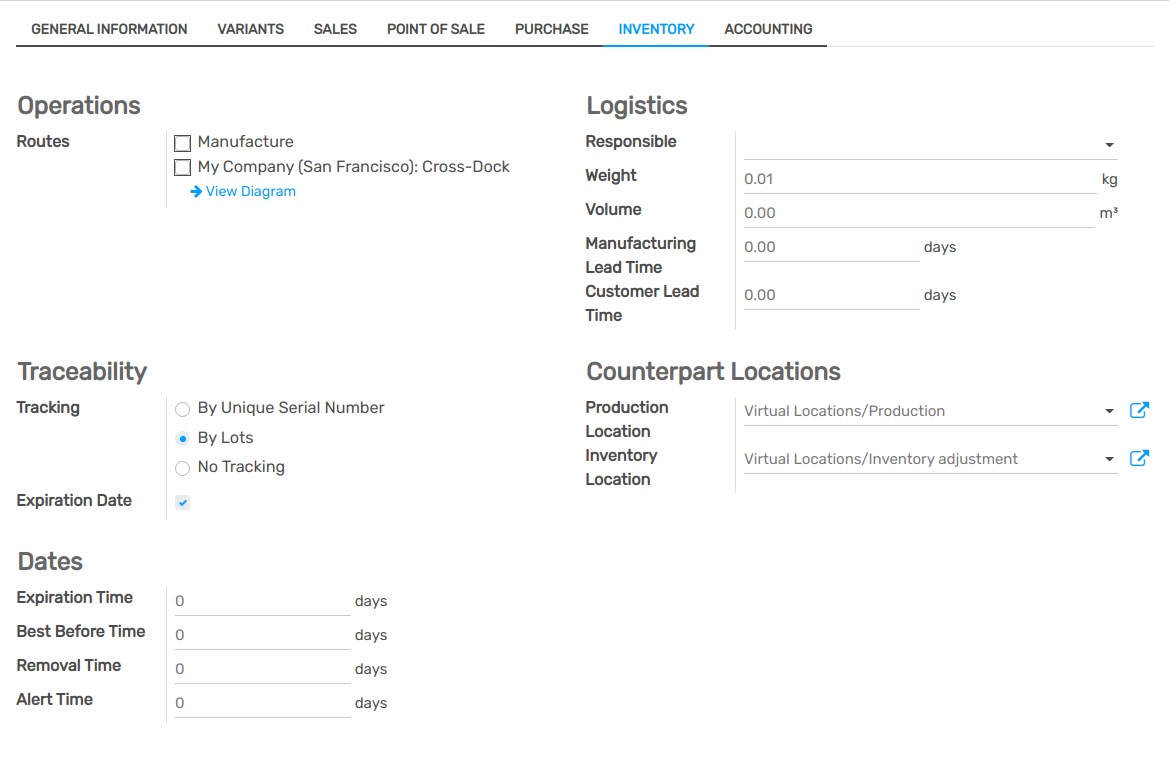 GENERAL INFORMATION VARIANTS SALES POINT OF SALE PURCHASE INVENTORY ACCOUNTING
Operations
Routes
Manufacture
My Company (San Francisco): Cross-Dock
View Diagram
Logistics
Responsible
Weight 0.01 kg
Volume 0.00 m³
Manufacturing
Lead Time
0.00 days
Customer Lead
Time
0.00 days
Traceability
Tracking
By Unique Serial Number
By Lots
No Tracking
Expiration Date
Counterpart Locations
Production
Location
Virtual Locations/Production
Inventory
Location
Virtual Locations/Inventory adjustment
Dates
Expiration Time 0 days
Best Before Time 0 days
Removal Time 0 days
Alert Time 0 days